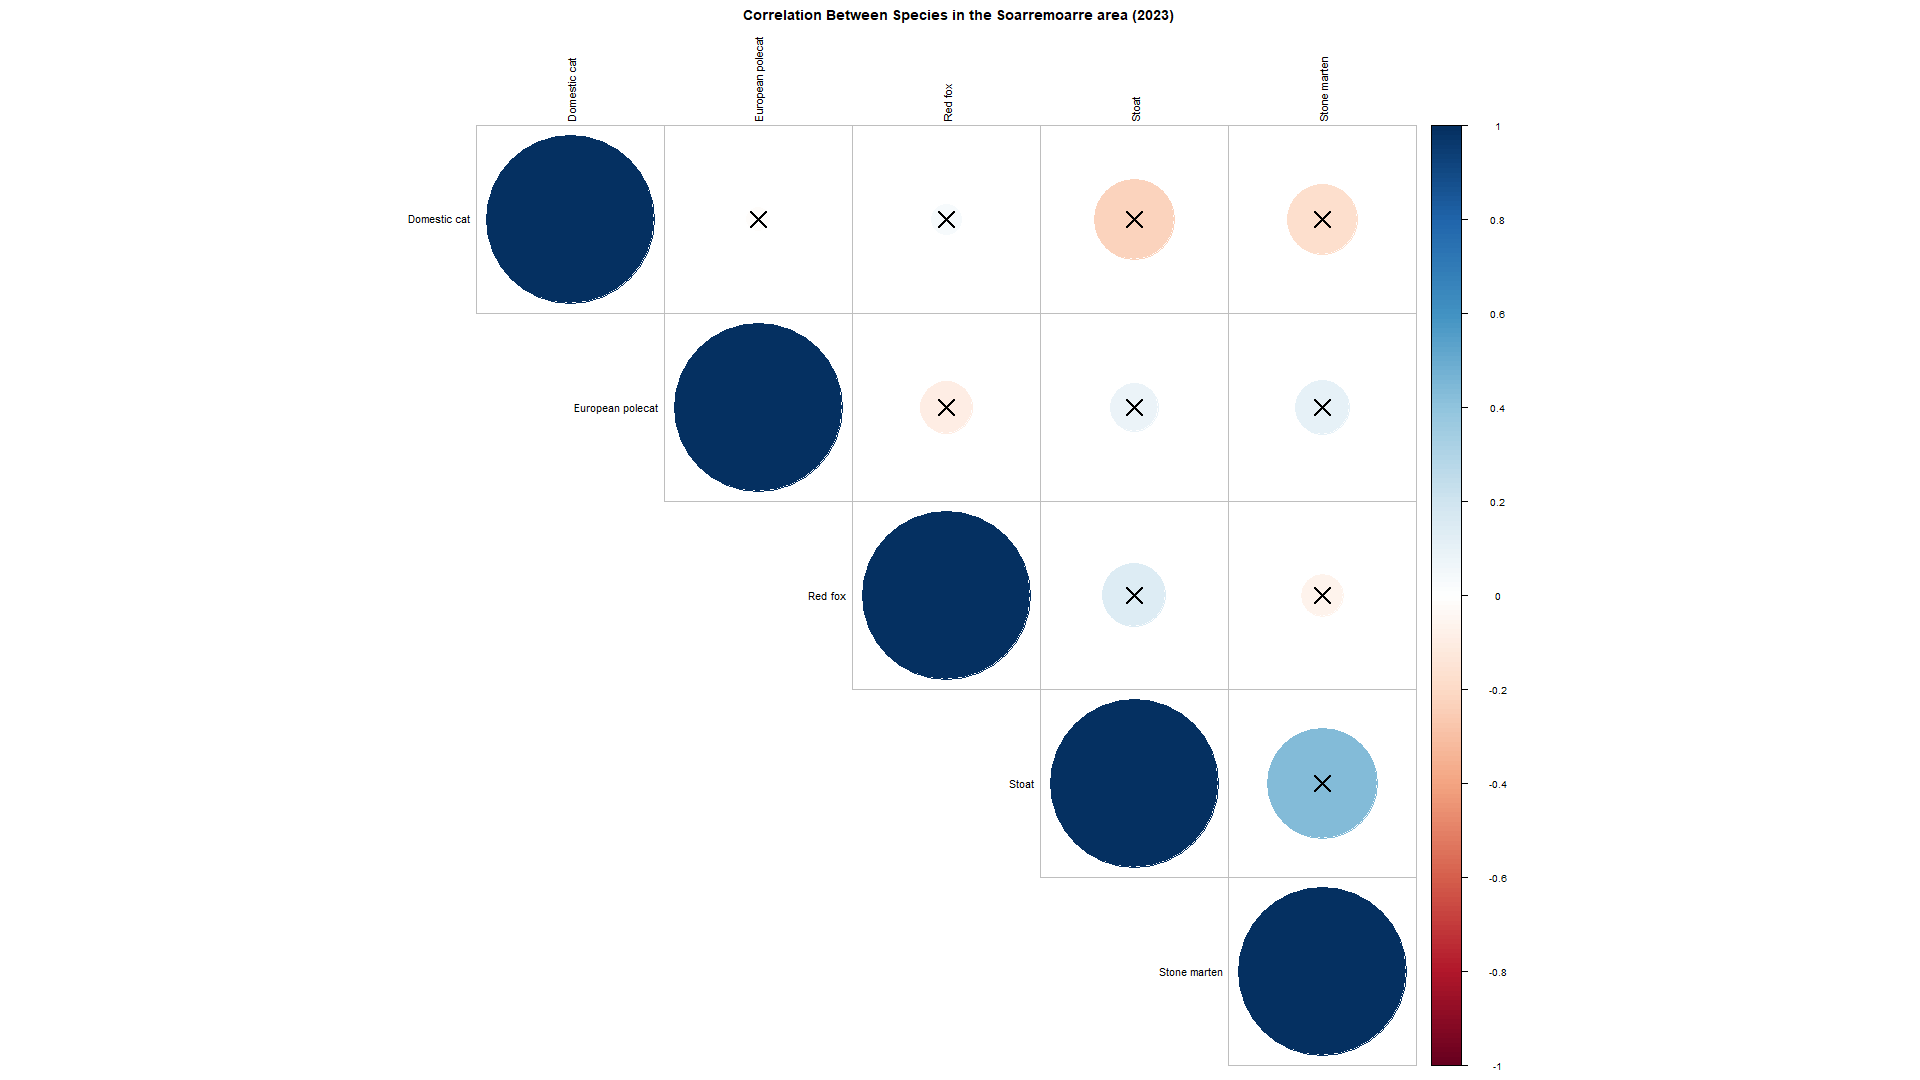 Correlation Between Species in the Soarremoarre area (2023)
Domestic cat
European polecat
Red fox
Stoat
Stone marten
Domestic cat
European polecat
Red fox
Stoat
Stone marten
1
0.8
0.6
0.4
0.2
0
-0.2
-0.4
-0.6
-0.8
-1